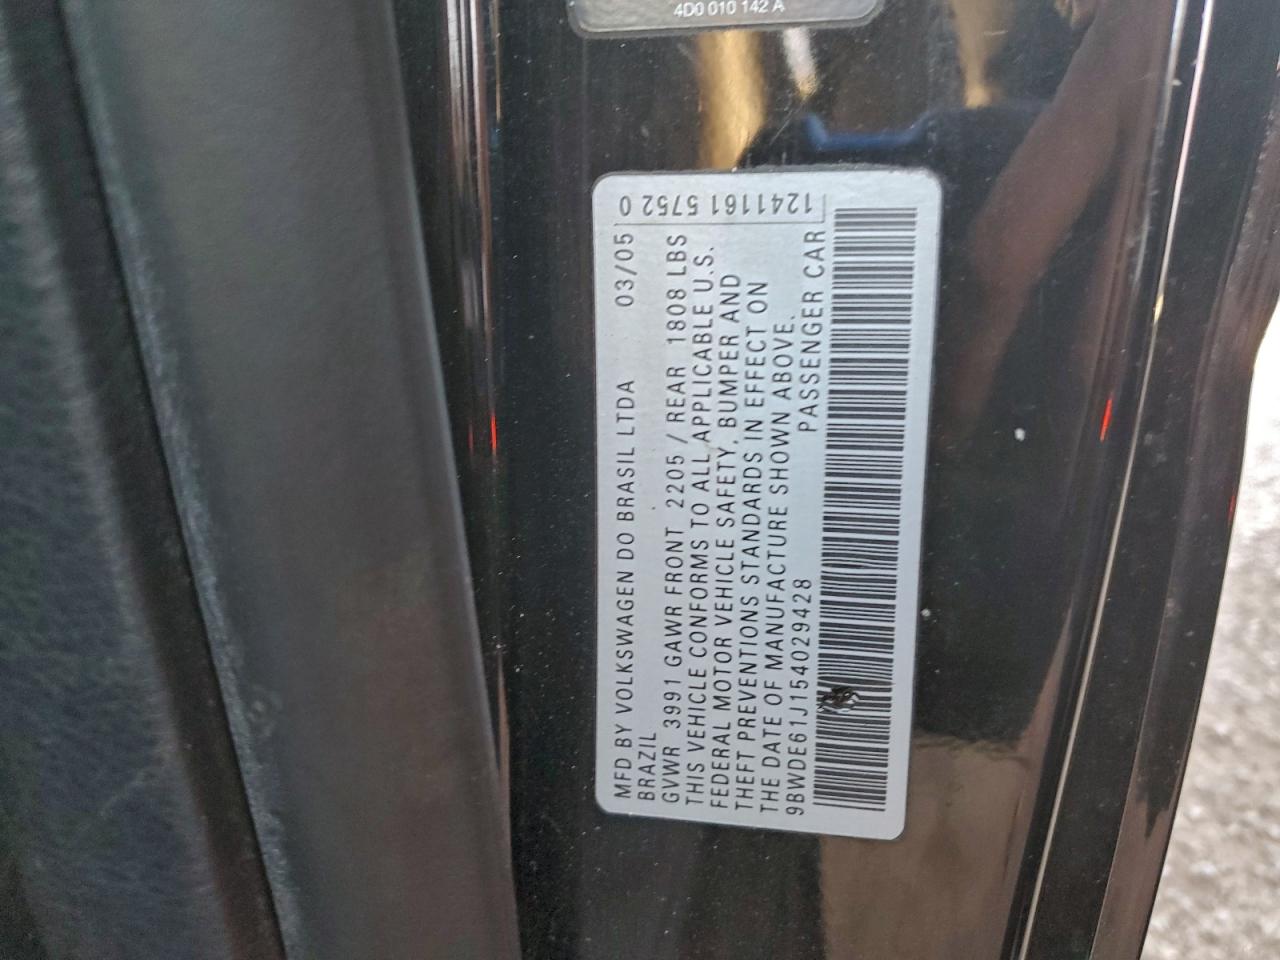 4D0 010 142 A
1241161 5752 0
MFD BY VOLKSWAGEN DO BRASIL LTDA 03/05
BRAZIL
GVWR 3991 GAWR FRONT 2205 / REAR 1808 LBS
THIS VEHICLE CONFORMS TO ALL APPLICABLE U.S.
FEDERAL MOTOR VEHICLE SAFETY, BUMPER AND
THEFT PREVENTIONS STANDARDS IN EFFECT ON
THE DATE OF MANUFACTURE SHOWN ABOVE.
9BWDE61J154029428 PASSENGER CAR